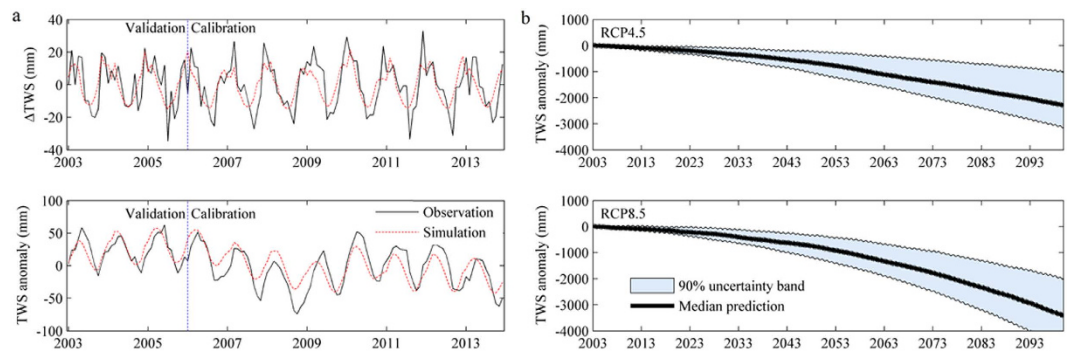 a
40
20
0
-20
-40
ΔTWS (mm)
Validation Calibration
2003 2005 2007 2009 2011 2013
100
50
0
-50
-100
TWS anomaly (mm)
Validation Calibration
Observation
Simulation
2003 2005 2007 2009 2011 2013
b
1000
0
-1000
-2000
-3000
-4000
TWS anomaly (mm)
RCP4.5
2003 2013 2023 2033 2043 2053 2063 2073 2083 2093
1000
0
-1000
-2000
-3000
-4000
TWS anomaly (mm)
RCP8.5
90% uncertainty band
Median prediction
2003 2013 2023 2033 2043 2053 2063 2073 2083 2093